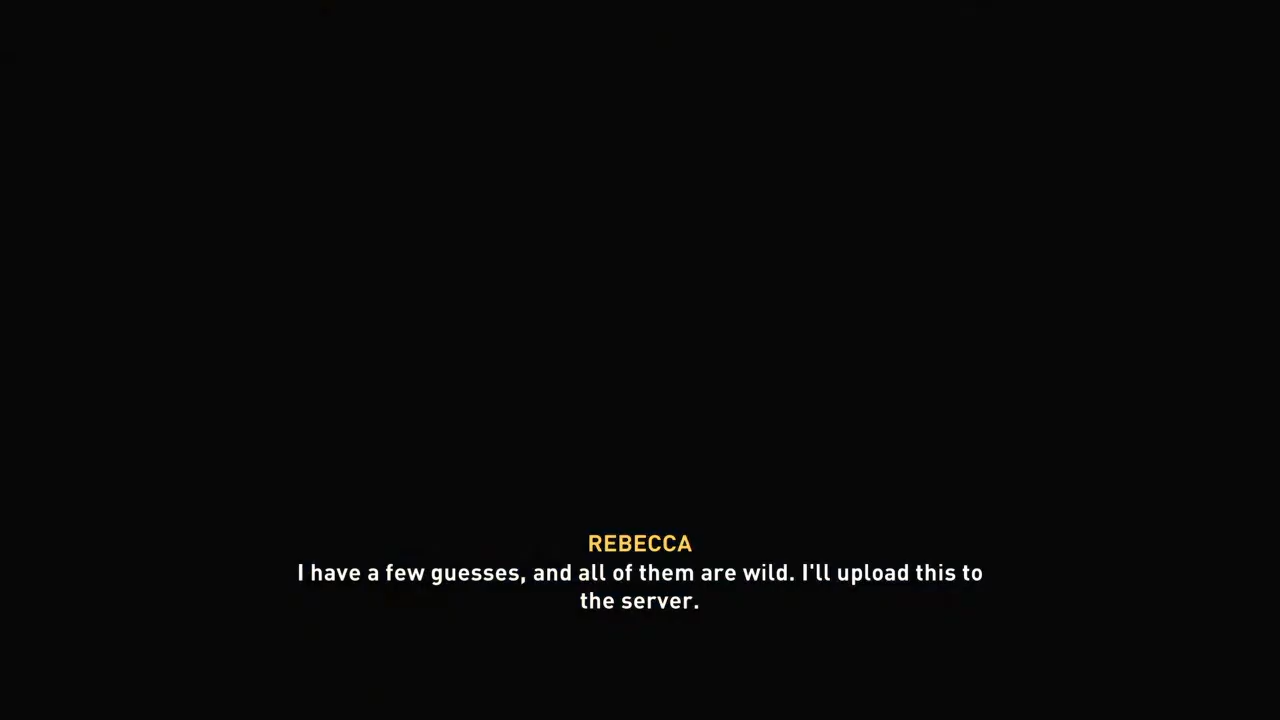 REBECCA
I have a few guesses, and all of them are wild. I'll upload this to
the server.